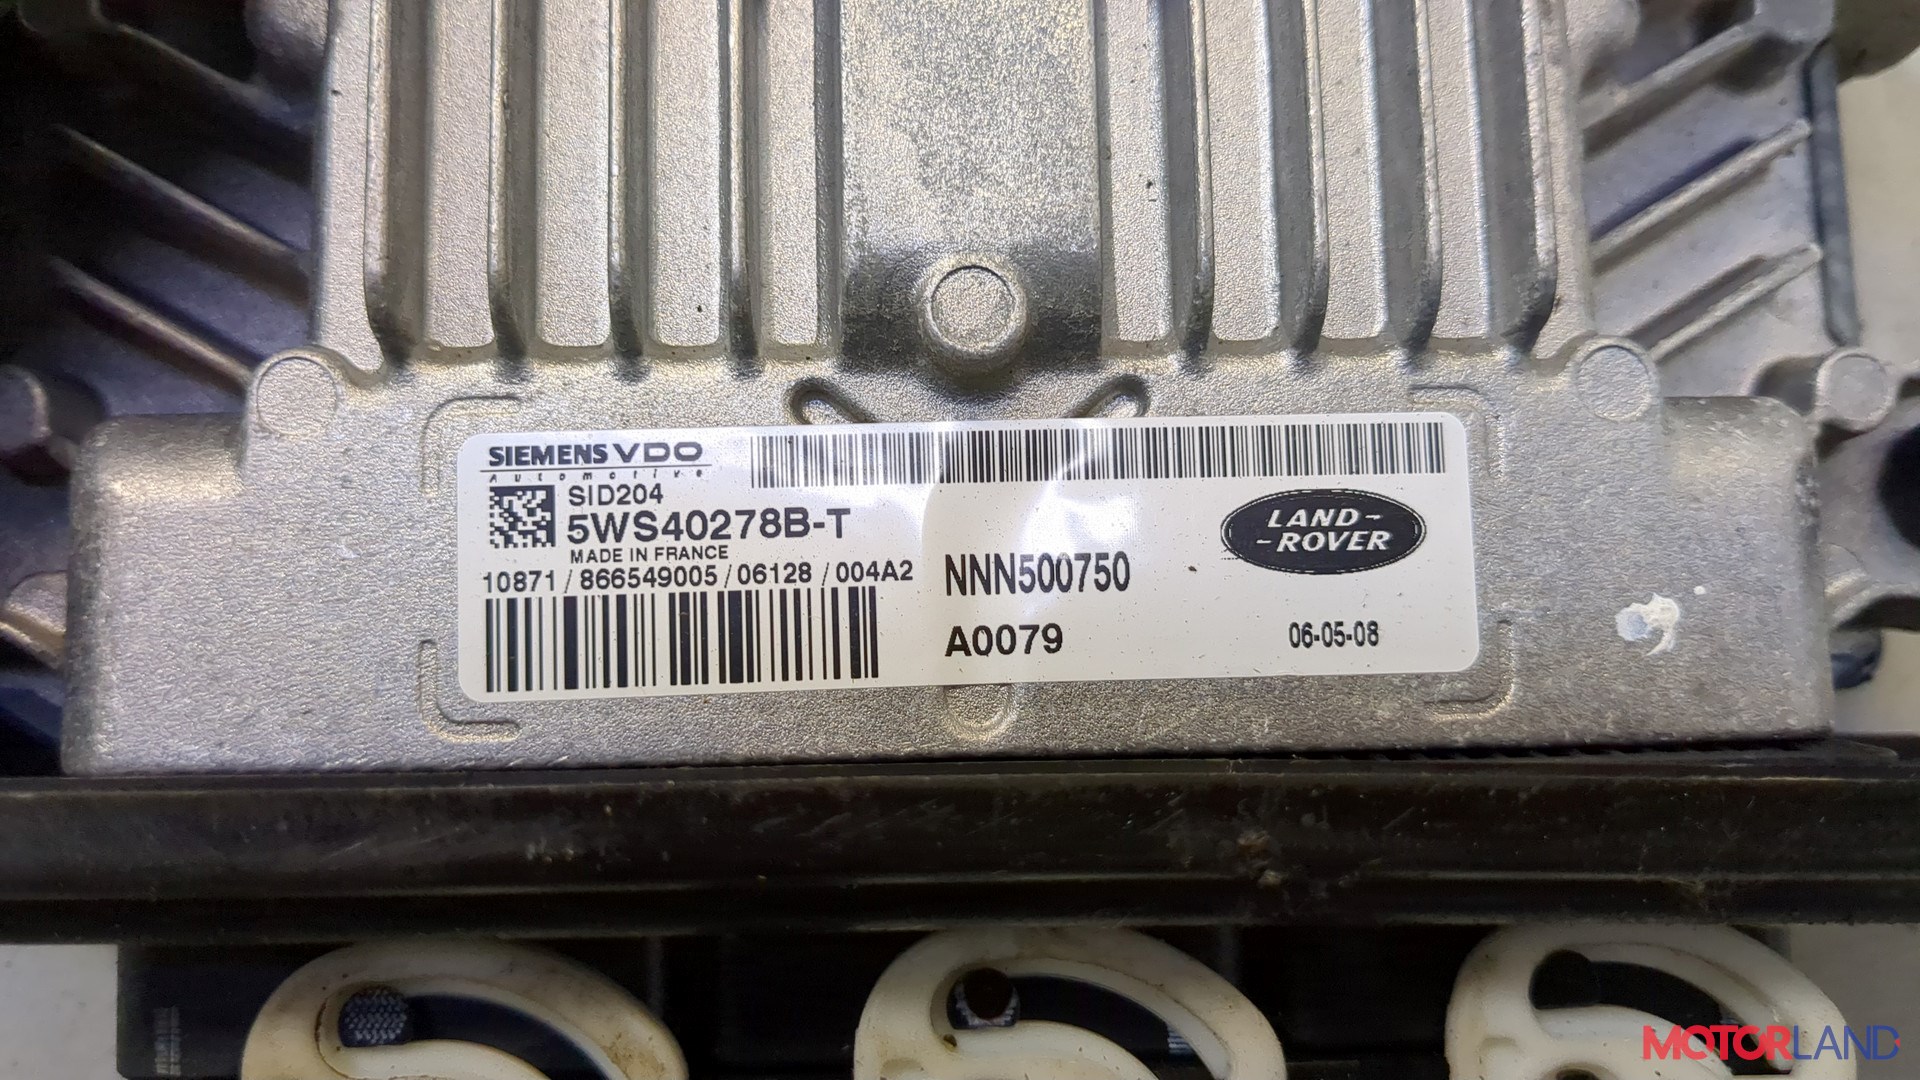 SIEMENS VDO
Automotive
SID204
5WS40278B-T
MADE IN FRANCE
10871 / 866549005 / 06128 / 004A2
NNN500750
A0079
LAND-
-ROVER
06-05-08
MOTORLAND